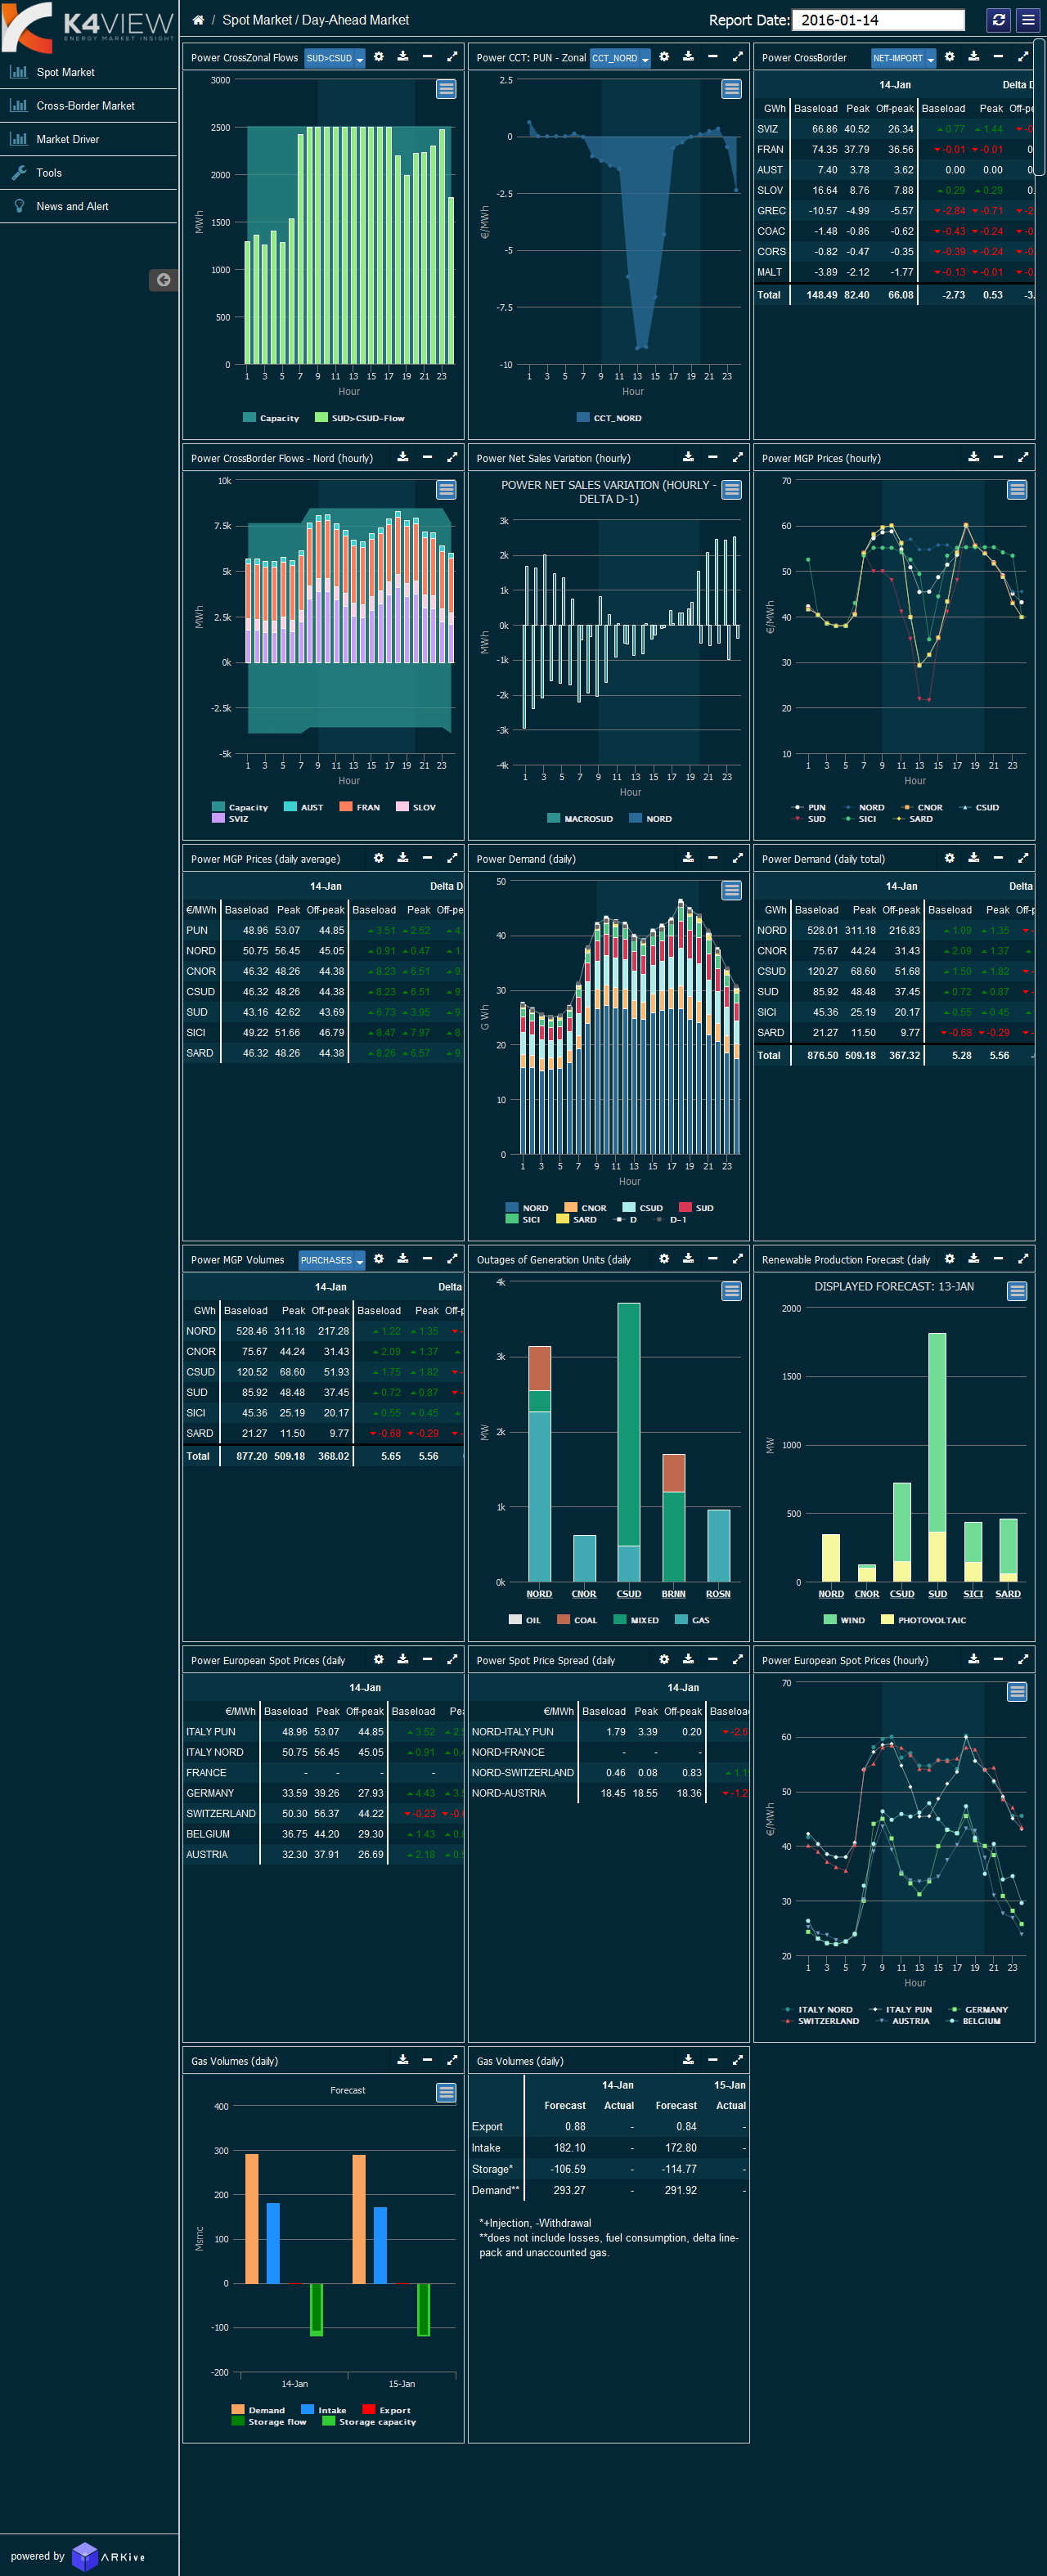 K4VIEW
ENERGY MARKET INSIGHT
Spot Market
Cross-Border Market
Market Driver
Tools
News and Alert
/ Spot Market / Day-Ahead Market
Report Date: 2016-01-14
Power CrossZonal Flows SUD>CSUD
3000
2500
2000
1500
1000
500
0
MWh
1 3 5 7 9 11 13 15 17 19 21 23
Hour
Capacity SUD>CSUD-Flow
Power CCT: PUN - Zonal CCT_NORD
2.5
0
-2.5
-5
-7.5
-10
€/MWh
1 3 5 7 9 11 13 15 17 19 21 23
Hour
CCT_NORD
Power CrossBorder NET-IMPORT
14-Jan Delta D
GWh Baseload Peak Off-peak Baseload Peak Off-pe
SVIZ 66.86 40.52 26.34 0.77 1.44 -0
FRAN 74.35 37.79 36.56 -0.01 -0.01 0.
AUST 7.40 3.78 3.62 0.00 0.00 0.
SLOV 16.64 8.76 7.88 0.29 0.29 0.
GREC -10.57 -4.99 -5.57 -2.84 -0.71 -2
COAC -1.48 -0.86 -0.62 -0.43 -0.24 -0
CORS -0.82 -0.47 -0.35 -0.39 -0.24 -0
MALT -3.89 -2.12 -1.77 -0.13 -0.01 -0
Total 148.49 82.40 66.08 -2.73 0.53 -3.
Power CrossBorder Flows - Nord (hourly)
10k
7.5k
5k
2.5k
0k
-2.5k
-5k
MWh
1 3 5 7 9 11 13 15 17 19 21 23
Hour
Capacity AUST FRAN SLOV
SVIZ
Power Net Sales Variation (hourly)
POWER NET SALES VARIATION (HOURLY -
DELTA D-1)
3k
2k
1k
0k
-1k
-2k
-3k
-4k
MWh
1 3 5 7 9 11 13 15 17 19 21 23
Hour
MACROSUD NORD
Power MGP Prices (hourly)
70
60
50
40
30
20
10
€/MWh
1 3 5 7 9 11 13 15 17 19 21 23
Hour
PUN NORD CNOR CSUD
SUD SICI SARD
Power MGP Prices (daily average)
14-Jan Delta D
€/MWh Baseload Peak Off-peak Baseload Peak Off-pe
PUN 48.96 53.07 44.85 3.51 2.52 4.
NORD 50.75 56.45 45.05 0.91 0.47 1.
CNOR 46.32 48.26 44.38 8.23 6.51 9.
CSUD 46.32 48.26 44.38 8.23 6.51 9.
SUD 43.16 42.62 43.69 6.73 3.95 9.
SICI 49.22 51.66 46.79 8.47 7.97 8.
SARD 46.32 48.26 44.38 8.26 6.57 9.
Power Demand (daily)
50
40
30
20
10
0
G Wh
1 3 5 7 9 11 13 15 17 19 21 23
Hour
NORD CNOR CSUD SUD
SICI SARD D D-1
Power Demand (daily total)
14-Jan Delta
GWh Baseload Peak Off-peak Baseload Peak Off-p
NORD 528.01 311.18 216.83 1.09 1.35 -
CNOR 75.67 44.24 31.43 2.09 1.37
CSUD 120.27 68.60 51.68 1.50 1.82 -
SUD 85.92 48.48 37.45 0.72 0.87 -
SICI 45.36 25.19 20.17 0.55 0.45
SARD 21.27 11.50 9.77 -0.68 -0.29 -
Total 876.50 509.18 367.32 5.28 5.56 -
Power MGP Volumes PURCHASES
14-Jan Delta
GWh Baseload Peak Off-peak Baseload Peak Off-p
NORD 528.46 311.18 217.28 1.22 1.35 -
CNOR 75.67 44.24 31.43 2.09 1.37
CSUD 120.52 68.60 51.93 1.75 1.82 -
SUD 85.92 48.48 37.45 0.72 0.87 -
SICI 45.36 25.19 20.17 0.55 0.45
SARD 21.27 11.50 9.77 -0.68 -0.29 -
Total 877.20 509.18 368.02 5.65 5.56
Outages of Generation Units (daily
4k
3k
2k
1k
0k
MW
NORD CNOR CSUD BRNN ROSN
OIL COAL MIXED GAS
Renewable Production Forecast (daily
DISPLAYED FORECAST: 13-JAN
2000
1500
1000
500
0
MW
NORD CNOR CSUD SUD SICI SARD
WIND PHOTOVOLTAIC
Power European Spot Prices (daily
14-Jan
€/MWh Baseload Peak Off-peak Baseload Pea
ITALY PUN 48.96 53.07 44.85 3.52 2.5
ITALY NORD 50.75 56.45 45.05 0.91 0.4
FRANCE - - - -
GERMANY 33.59 39.26 27.93 4.43 3.5
SWITZERLAND 50.30 56.37 44.22 -0.23 -0.
BELGIUM 36.75 44.20 29.30 1.43 0.
AUSTRIA 32.30 37.91 26.69 2.18 0.
Power Spot Price Spread (daily
14-Jan
€/MWh Baseload Peak Off-peak Baseloa
NORD-ITALY PUN 1.79 3.39 0.20 -2.6
NORD-FRANCE - - -
NORD-SWITZERLAND 0.46 0.08 0.83 1.1
NORD-AUSTRIA 18.45 18.55 18.36 -1.2
Power European Spot Prices (hourly)
70
60
50
40
30
20
€/MWh
1 3 5 7 9 11 13 15 17 19 21 23
Hour
ITALY NORD ITALY PUN GERMANY
SWITZERLAND AUSTRIA BELGIUM
Gas Volumes (daily)
Forecast
400
300
200
100
0
-100
-200
Msmc
14-Jan 15-Jan
Demand Intake Export
Storage flow Storage capacity
Gas Volumes (daily)
14-Jan 15-Jan
Forecast Actual Forecast Actual
Export 0.88 - 0.84 -
Intake 182.10 - 172.80 -
Storage* -106.59 - -114.77 -
Demand** 293.27 - 291.92 -
*+Injection, -Withdrawal
**does not include losses, fuel consumption, delta line-
pack and unaccounted gas.
powered by ARKive